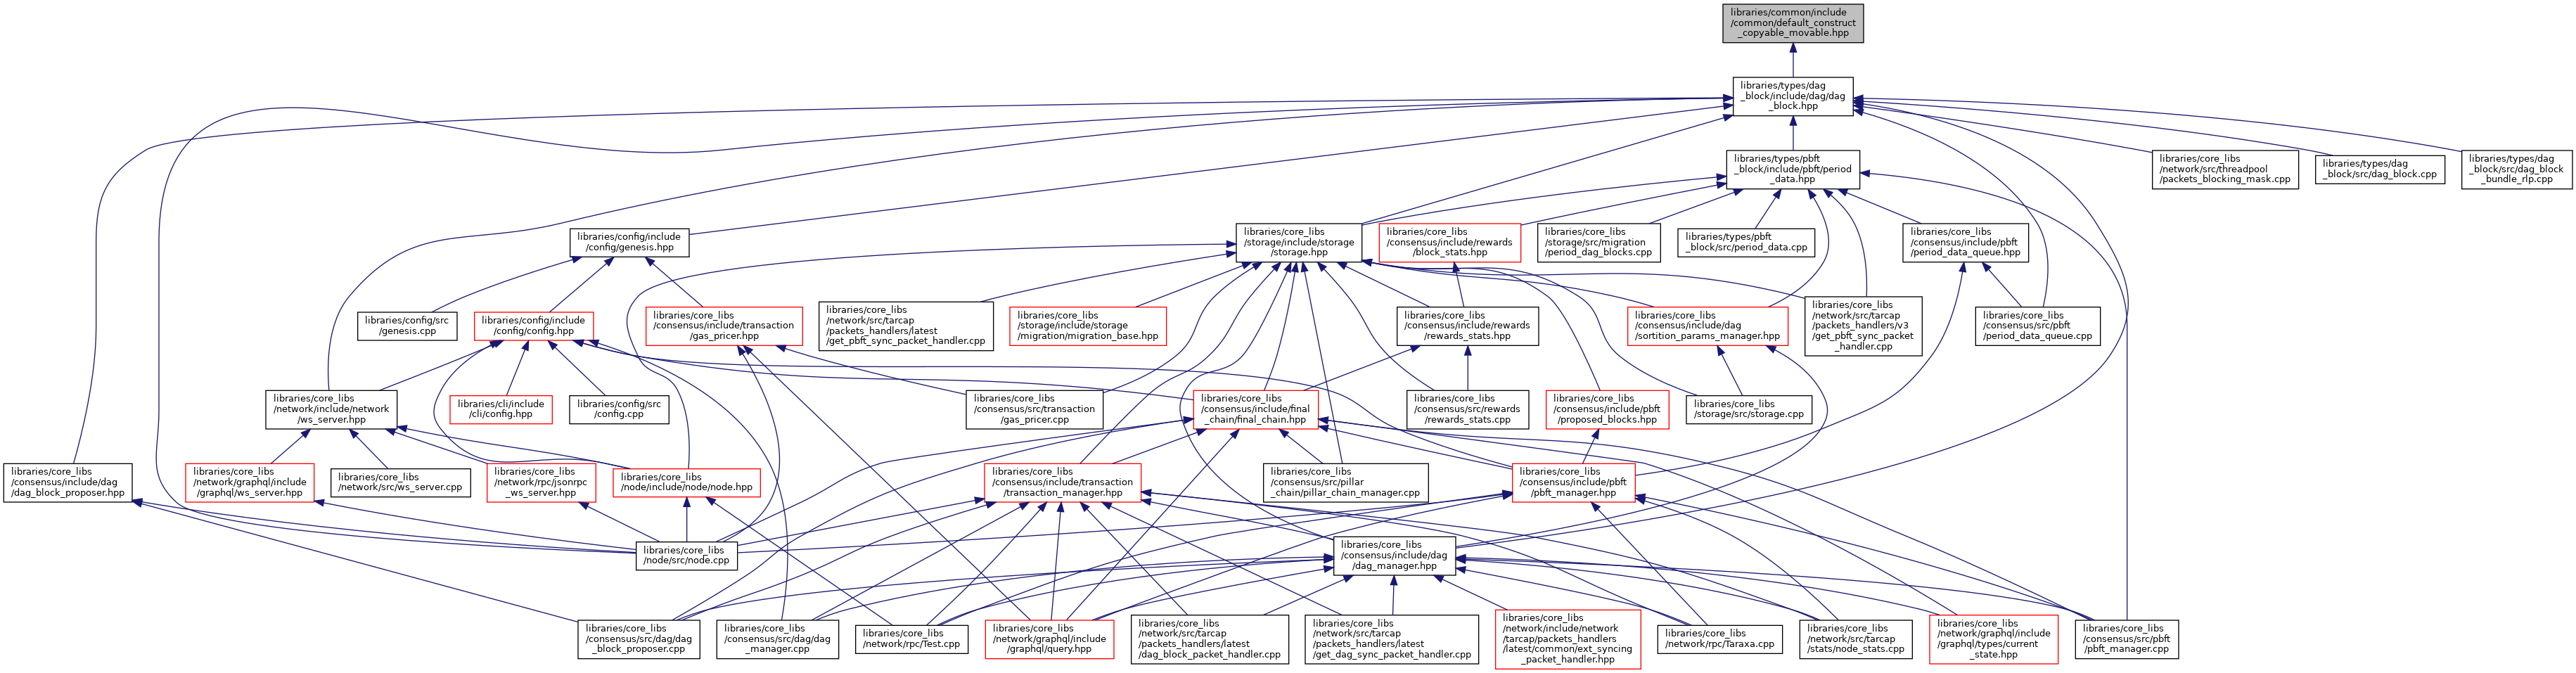 libraries/common/include
/common/default_construct
_copyable_movable.hpp
libraries/types/dag
_block/include/dag/dag
_block.hpp
libraries/types/pbft
_block/include/pbft/period
_data.hpp
libraries/core_libs
/network/src/threadpool
/packets_blocking_mask.cpp
libraries/types/dag
_block/src/dag_block.cpp
libraries/types/dag
_block/src/dag_block
_bundle_rlp.cpp
libraries/config/include
/config/genesis.hpp
libraries/core_libs
/storage/include/storage
/storage.hpp
libraries/core_libs
/consensus/include/rewards
/block_stats.hpp
libraries/core_libs
/storage/src/migration
/period_dag_blocks.cpp
libraries/types/pbft
_block/src/period_data.cpp
libraries/core_libs
/consensus/include/pbft
/period_data_queue.hpp
libraries/config/src
/genesis.cpp
libraries/config/include
/config/config.hpp
libraries/core_libs
/consensus/include/transaction
/gas_pricer.hpp
libraries/core_libs
/network/src/tarcap
/packets_handlers/latest
/get_pbft_sync_packet_handler.cpp
libraries/core_libs
/storage/include/storage
/migration/migration_base.hpp
libraries/core_libs
/consensus/include/rewards
/rewards_stats.hpp
libraries/core_libs
/consensus/include/dag
/sortition_params_manager.hpp
libraries/core_libs
/network/src/tarcap
/packets_handlers/v3
/get_pbft_sync_packet
_handler.cpp
libraries/core_libs
/consensus/src/pbft
/period_data_queue.cpp
libraries/core_libs
/network/include/network
/ws_server.hpp
libraries/cli/include
/cli/config.hpp
libraries/config/src
/config.cpp
libraries/core_libs
/consensus/src/transaction
/gas_pricer.cpp
libraries/core_libs
/consensus/include/final
_chain/final_chain.hpp
libraries/core_libs
/consensus/src/rewards
/rewards_stats.cpp
libraries/core_libs
/consensus/include/pbft
/proposed_blocks.hpp
libraries/core_libs
/storage/src/storage.cpp
libraries/core_libs
/consensus/include/dag
/dag_block_proposer.hpp
libraries/core_libs
/network/graphql/include
/graphql/ws_server.hpp
libraries/core_libs
/network/src/ws_server.cpp
libraries/core_libs
/network/rpc/jsonrpc
_ws_server.hpp
libraries/core_libs
/node/include/node/node.hpp
libraries/core_libs
/consensus/include/transaction
/transaction_manager.hpp
libraries/core_libs
/consensus/src/pillar
_chain/pillar_chain_manager.cpp
libraries/core_libs
/consensus/include/pbft
/pbft_manager.hpp
libraries/core_libs
/node/src/node.cpp
libraries/core_libs
/consensus/include/dag
/dag_manager.hpp
libraries/core_libs
/consensus/src/dag/dag
_block_proposer.cpp
libraries/core_libs
/consensus/src/dag/dag
_manager.cpp
libraries/core_libs
/network/rpc/Test.cpp
libraries/core_libs
/network/graphql/include
/graphql/query.hpp
libraries/core_libs
/network/src/tarcap
/packets_handlers/latest
/dag_block_packet_handler.cpp
libraries/core_libs
/network/src/tarcap
/packets_handlers/latest
/get_dag_sync_packet_handler.cpp
libraries/core_libs
/network/include/network
/tarcap/packets_handlers
/latest/common/ext_syncing
_packet_handler.hpp
libraries/core_libs
/network/rpc/Taraxa.cpp
libraries/core_libs
/network/src/tarcap
/stats/node_stats.cpp
libraries/core_libs
/network/graphql/include
/graphql/types/current
_state.hpp
libraries/core_libs
/consensus/src/pbft
/pbft_manager.cpp